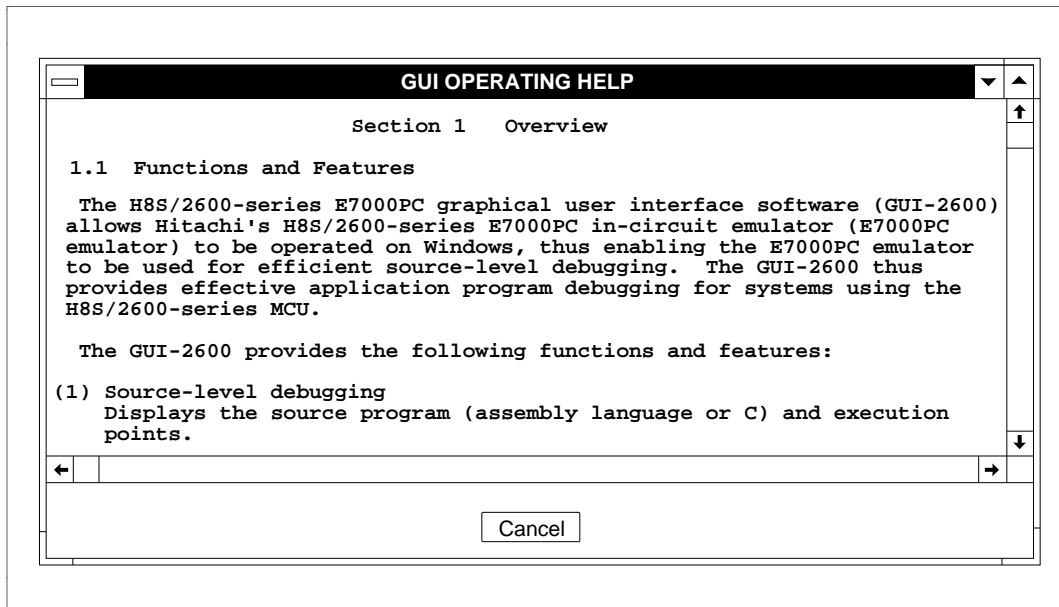 GUI OPERATING HELP
Section 1 Overview
1.1 Functions and Features
The H8S/2600-series E7000PC graphical user interface software (GUI-2600)
allows Hitachi's H8S/2600-series E7000PC in-circuit emulator (E7000PC
emulator) to be operated on Windows, thus enabling the E7000PC emulator
to be used for efficient source-level debugging. The GUI-2600 thus
provides effective application program debugging for systems using the
H8S/2600-series MCU.
The GUI-2600 provides the following functions and features:
(1) Source-level debugging
Displays the source program (assembly language or C) and execution
points.
Cancel